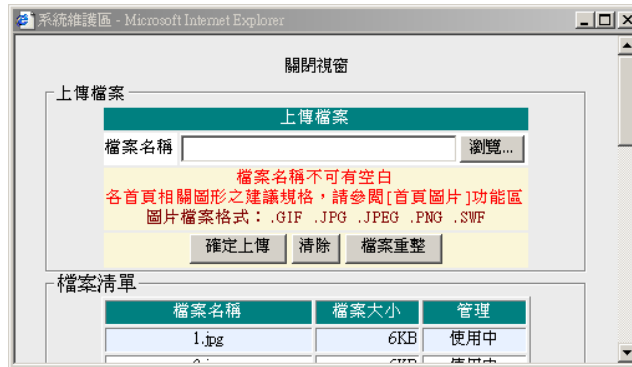 系統維護區 - Microsoft Internet Explorer
關閉視窗
上傳檔案
上傳檔案
檔案名稱 瀏覽...
檔案名稱不可有空白
各首頁相關圖形之建議規格，請參閱[首頁圖片]功能區
圖片檔案格式：.GIF .JPG .JPEG .PNG .SWF
確定上傳 清除 檔案重整
檔案清單
檔案名稱 檔案大小 管理
1.jpg 6KB 使用中